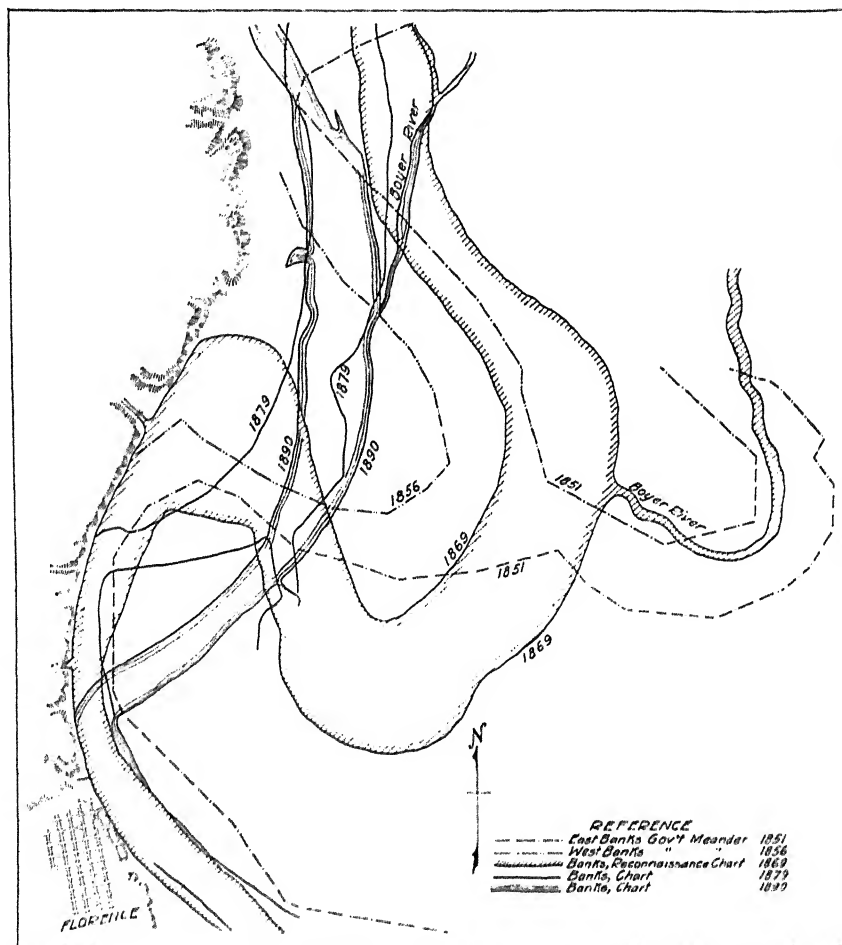 Boyer River
1879
1879
1890
1890
1856
1851
Boyer River
1869
1851
1869
N
REFERENCE
East Banks Gov't Meander 1851
West Banks " " 1856
Banks, Reconnaissance Chart 1869
Banks, Chart 1879
Banks, Chart 1890
FLORENCE